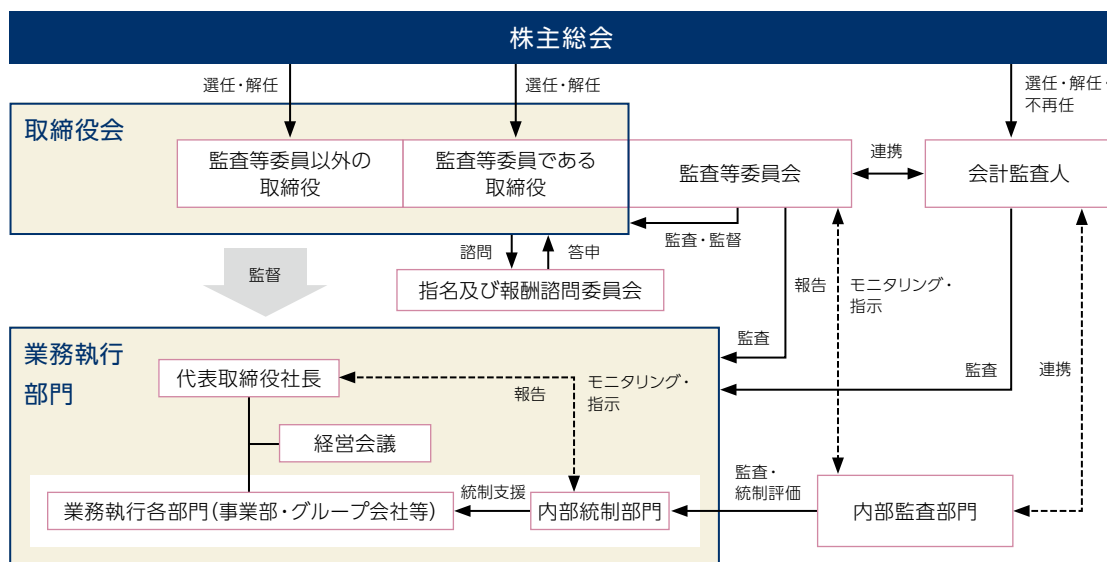 株主総会
選任・解任
選任・解任
選任・解任・
不再任
取締役会
監査等委員以外の
取締役
監査等委員である
取締役
監査等委員会
連携
会計監査人
監査・監督
諮問
答申
監督
指名及び報酬諮問委員会
報告
モニタリング・
指示
業務執行
部門
監査
監査
連携
代表取締役社長
報告
モニタリング・
指示
経営会議
業務執行各部門（事業部・グループ会社等）
統制支援
内部統制部門
監査・
統制評価
内部監査部門